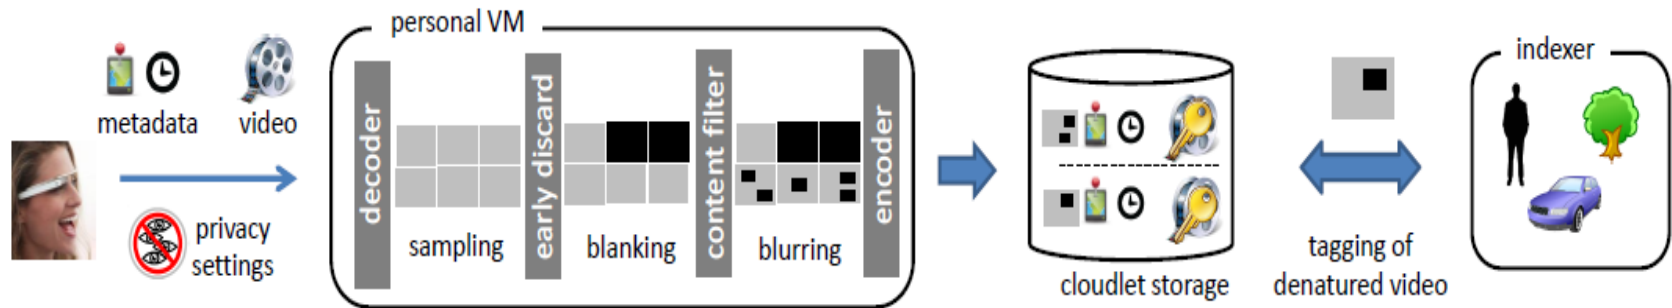 metadata
video
privacy
settings
personal VM
decoder
sampling
early discard
blanking
content filter
blurring
encoder
cloudlet storage
tagging of
denatured video
indexer